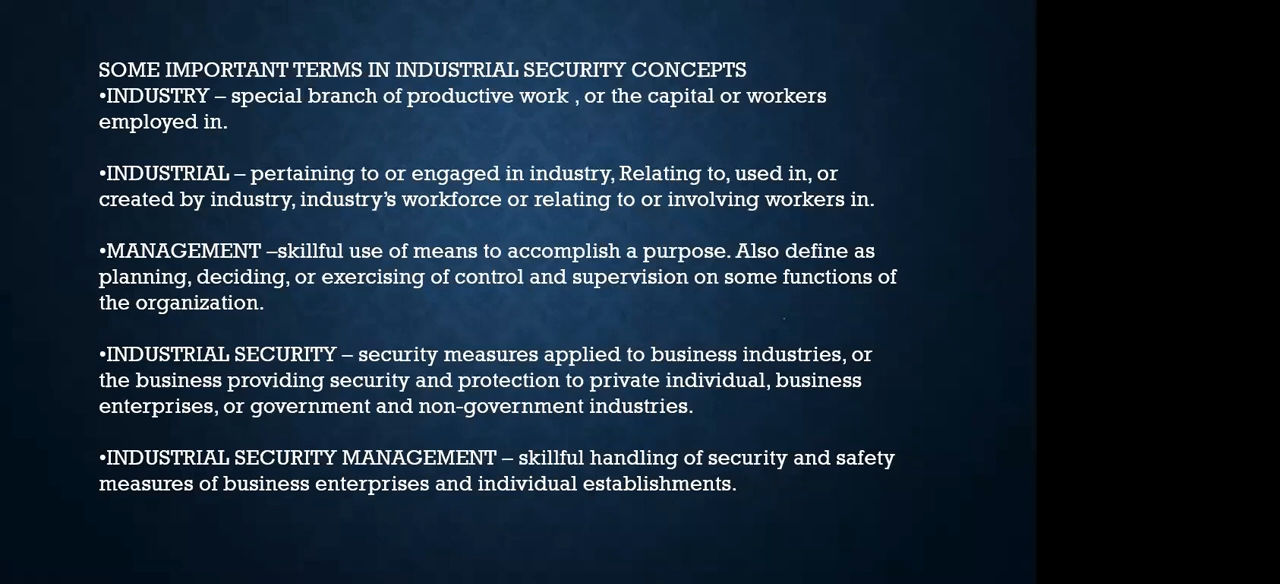 SOME IMPORTANT TERMS IN INDUSTRIAL SECURITY CONCEPTS
•INDUSTRY – special branch of productive work , or the capital or workers
employed in.
•INDUSTRIAL – pertaining to or engaged in industry, Relating to, used in, or
created by industry, industry’s workforce or relating to or involving workers in.
•MANAGEMENT –skillful use of means to accomplish a purpose. Also define as
planning, deciding, or exercising of control and supervision on some functions of
the organization.
•INDUSTRIAL SECURITY – security measures applied to business industries, or
the business providing security and protection to private individual, business
enterprises, or government and non-government industries.
•INDUSTRIAL SECURITY MANAGEMENT – skillful handling of security and safety
measures of business enterprises and individual establishments.